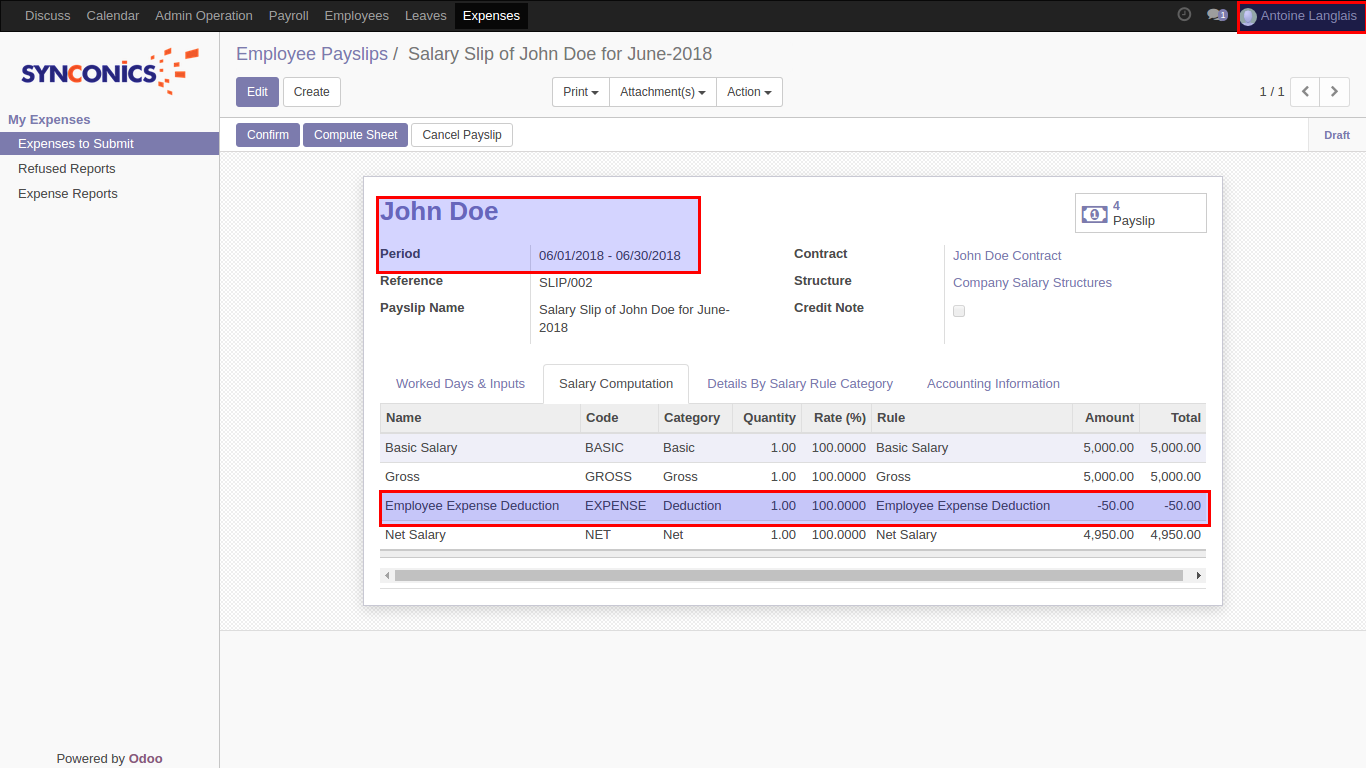 Discuss Calendar Admin Operation Payroll Employees Leaves Expenses 1 Antoine Langlais
SYNCONICS
My Expenses
Expenses to Submit
Refused Reports
Expense Reports
Powered by Odoo
Employee Payslips / Salary Slip of John Doe for June-2018
Edit Create Print Attachment(s) Action 1 / 1
Confirm Compute Sheet Cancel Payslip Draft
John Doe
4
1 Payslip
Period 06/01/2018 - 06/30/2018 Contract John Doe Contract
Reference SLIP/002 Structure Company Salary Structures
Payslip Name Salary Slip of John Doe for June- Credit Note
2018
Worked Days & Inputs Salary Computation Details By Salary Rule Category Accounting Information
Name Code Category Quantity Rate (%) Rule Amount Total
Basic Salary BASIC Basic 1.00 100.0000 Basic Salary 5,000.00 5,000.00
Gross GROSS Gross 1.00 100.0000 Gross 5,000.00 5,000.00
Employee Expense Deduction EXPENSE Deduction 1.00 100.0000 Employee Expense Deduction -50.00 -50.00
Net Salary NET Net 1.00 100.0000 Net Salary 4,950.00 4,950.00